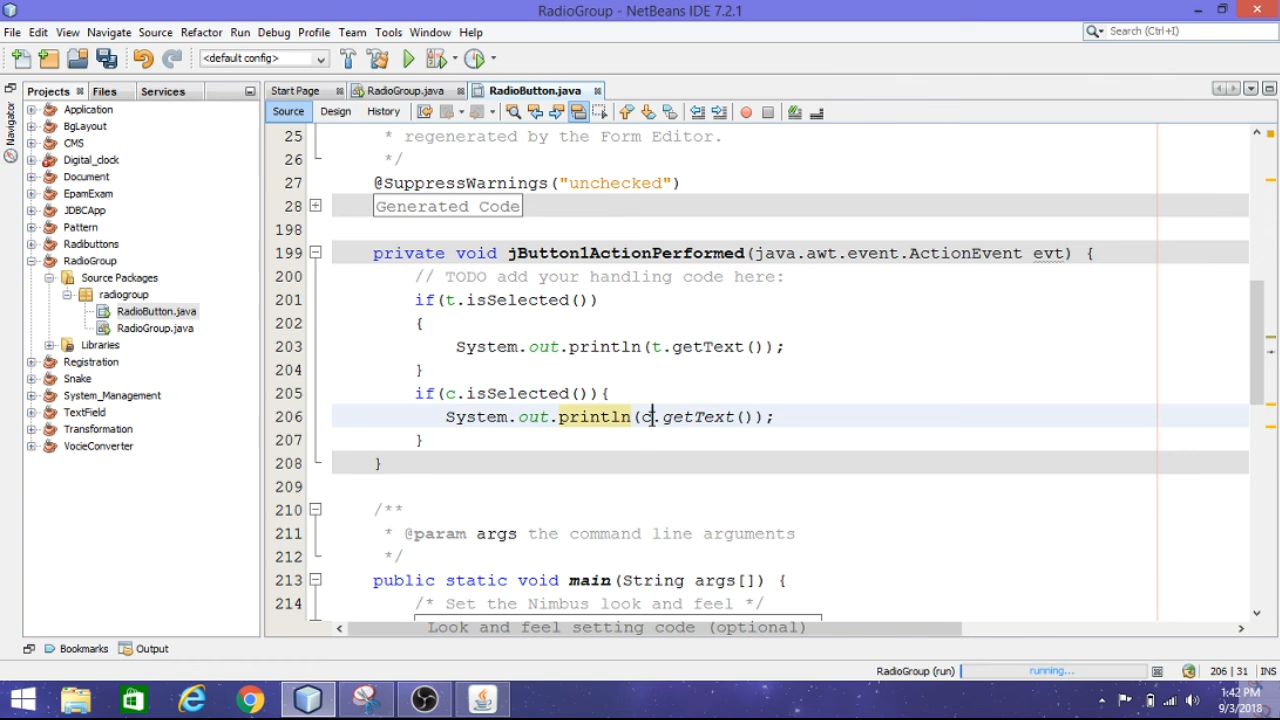 RadioGroup - NetBeans IDE 7.2.1
File Edit View Navigate Source Refactor Run Debug Profile Team Tools Window Help
Search (Ctrl+I)
<default config>
Projects Files Services
Start Page RadioGroup.java RadioButton.java
Source Design History
Navigator
Application
BgLayout
CMS
Digital_clock
Document
EpamExam
JDBCApp
Pattern
Radibuttons
RadioGroup
Source Packages
radiogroup
RadioButton.java
RadioGroup.java
Libraries
Registration
Snake
System_Management
TextField
Transformation
VocieConverter
25 * regenerated by the Form Editor.
26 */
27 @SuppressWarnings("unchecked")
28 Generated Code
198
199 private void jButton1ActionPerformed(java.awt.event.ActionEvent evt) {
200 // TODO add your handling code here:
201 if(t.isSelected())
202 {
203 System.out.println(t.getText());
204 }
205 if(c.isSelected()){
206 System.out.println(c.getText());
207 }
208 }
209
210 /**
211 * @param args the command line arguments
212 */
213 public static void main(String args[]) {
214 /* Set the Nimbus look and feel */
Look and feel setting code (optional)
Bookmarks Output
RadioGroup (run) running... 206 | 31 INS
1:42 PM
9/3/2018